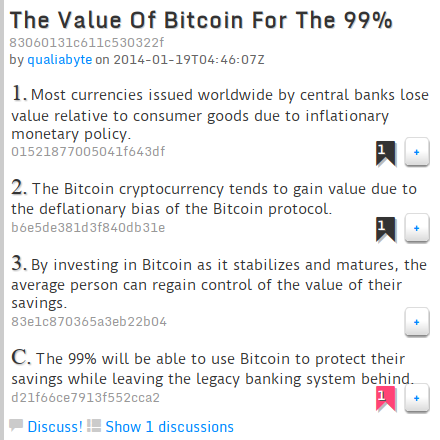 The Value Of Bitcoin For The 99%
83060131c611c530322f
by qualiabyte on 2014-01-19T04:46:07Z
1. Most currencies issued worldwide by central banks lose
value relative to consumer goods due to inflationary
monetary policy.
01521877005041f643df
1
+
2. The Bitcoin cryptocurrency tends to gain value due to
the deflationary bias of the Bitcoin protocol.
b6e5de381d3f840db31e
1
+
3. By investing in Bitcoin as it stabilizes and matures, the
average person can regain control of the value of their
savings.
83e1c870365a3eb22b04
+
C. The 99% will be able to use Bitcoin to protect their
savings while leaving the legacy banking system behind.
d21f66ce7913f552cca2
1
+
Discuss! Show 1 discussions